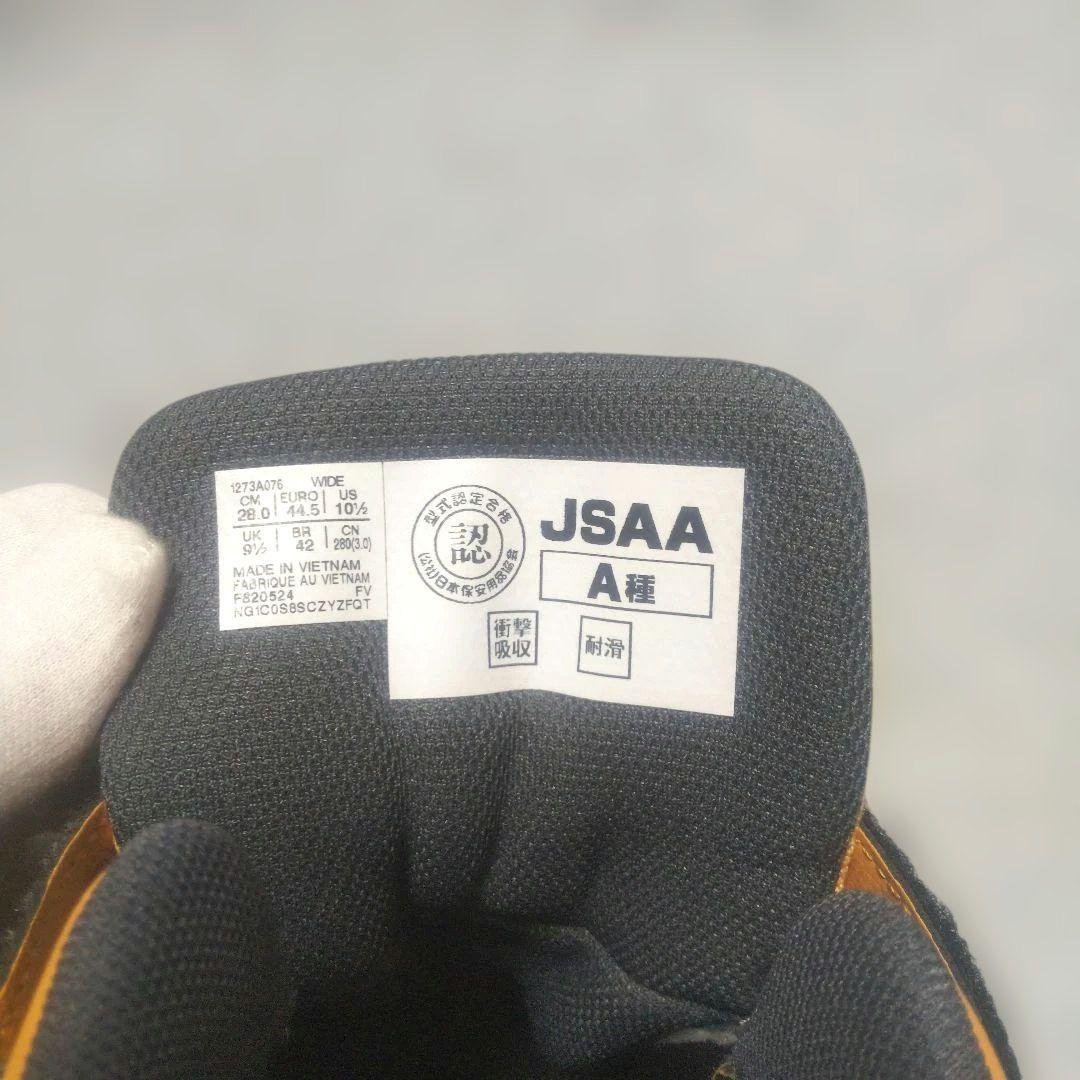 1273A076 WIDE
CM EURO US
28.0 44.5 10½
UK BR CN
9½ 42 280(3.0)
MADE IN VIETNAM
FABRIQUE AU VIETNAM
F820524 FV
NG1C0S8SCZYZFQT
型式認定合格
認
(公社)日本保安用品協会
JSAA
A種
衝撃
吸収
耐滑